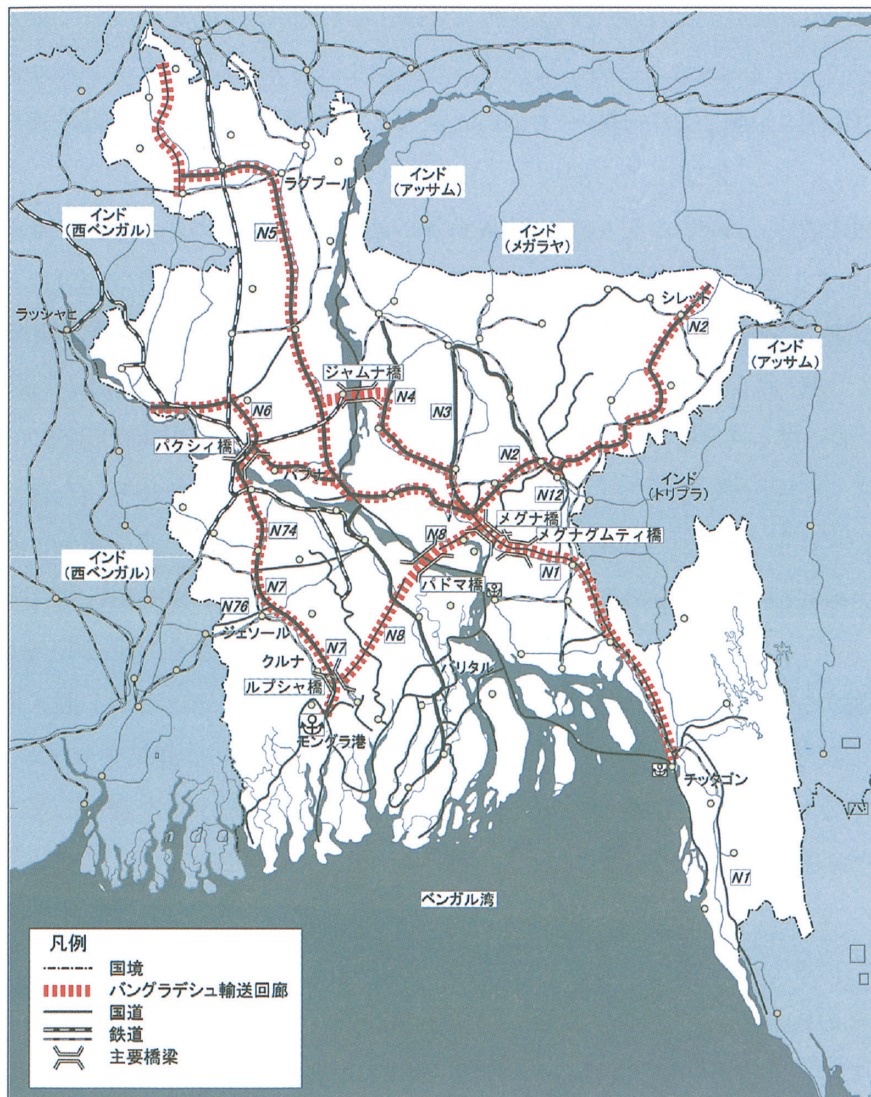 インド
(アッサム)
ラグプール
インド
(西ベンガル)
N5
インド
(メガラヤ)
シレット
N2
ラッシャヒ
インド
(アッサム)
ジャムナ橋
N4
N3
N6
パクシィ橋
パブナ
N2
N12
インド
(トリプラ)
メグナ橋
メグナグムティ橋
N8
N74
N1
インド
(西ベンガル)
パドマ橋
N7
N76
ジェソール
N8
クルナ
N7
バリタル
ルプシャ橋
モングラ港
チッタゴン
N1
ベンガル湾
凡例
国境
バングラデシュ輸送回廊
国道
鉄道
主要橋梁